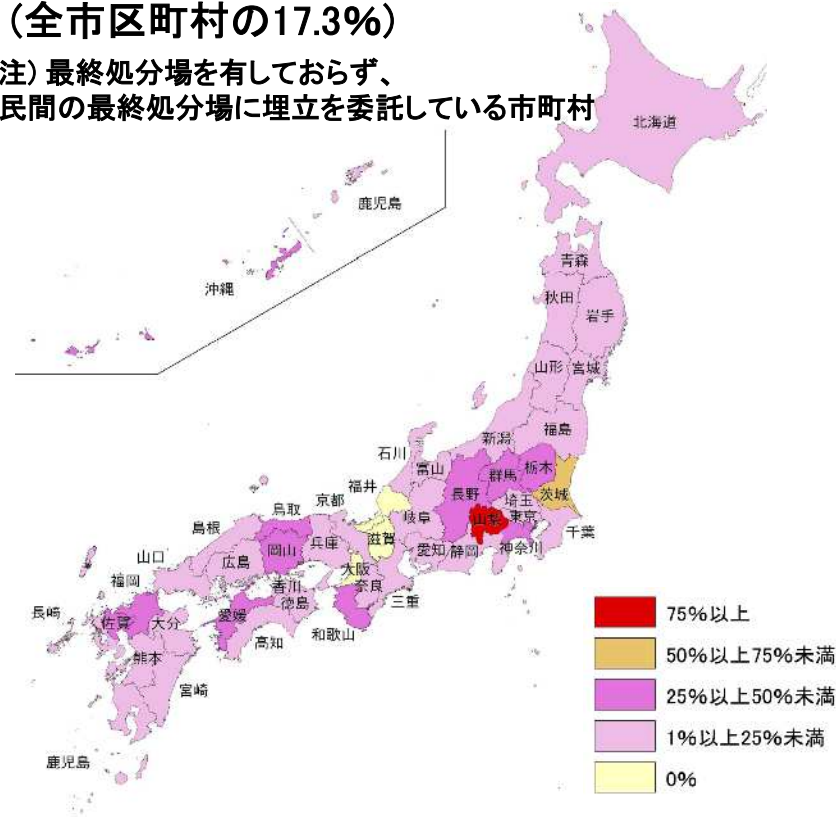 (全市区町村の17.3%)
注) 最終処分場を有しておらず、
民間の最終処分場に埋立を委託している市町村
北海道
鹿児島
沖縄
青森
秋田
岩手
山形
宮城
福島
新潟
石川
富山
栃木
群馬
長野
福井
茨城
埼玉
山梨
東京
岐阜
千葉
神奈川
愛知
静岡
鳥取
京都
島根
滋賀
岡山
兵庫
山口
広島
大阪
奈良
福岡
香川
徳島
三重
長崎
佐賀
大分
愛媛
和歌山
高知
熊本
宮崎
鹿児島
75%以上
50%以上75%未満
25%以上50%未満
1%以上25%未満
0%